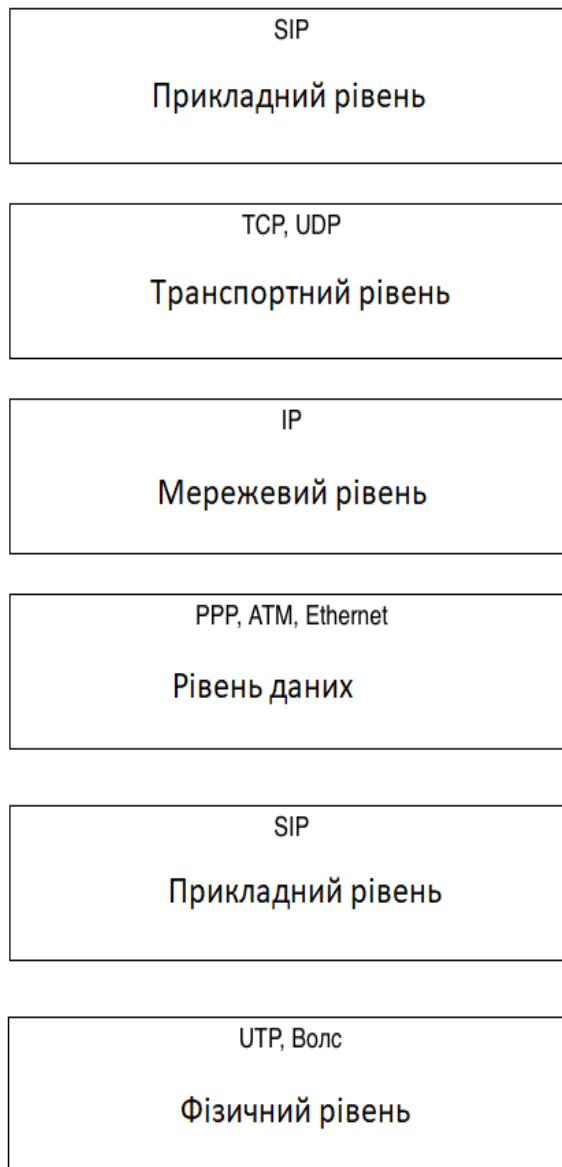 SIP
Прикладний рівень
TCP, UDP
Транспортний рівень
IP
Мережевий рівень
PPP, ATM, Ethernet
Рівень даних
SIP
Прикладний рівень
UTP, Волс
Фізичний рівень